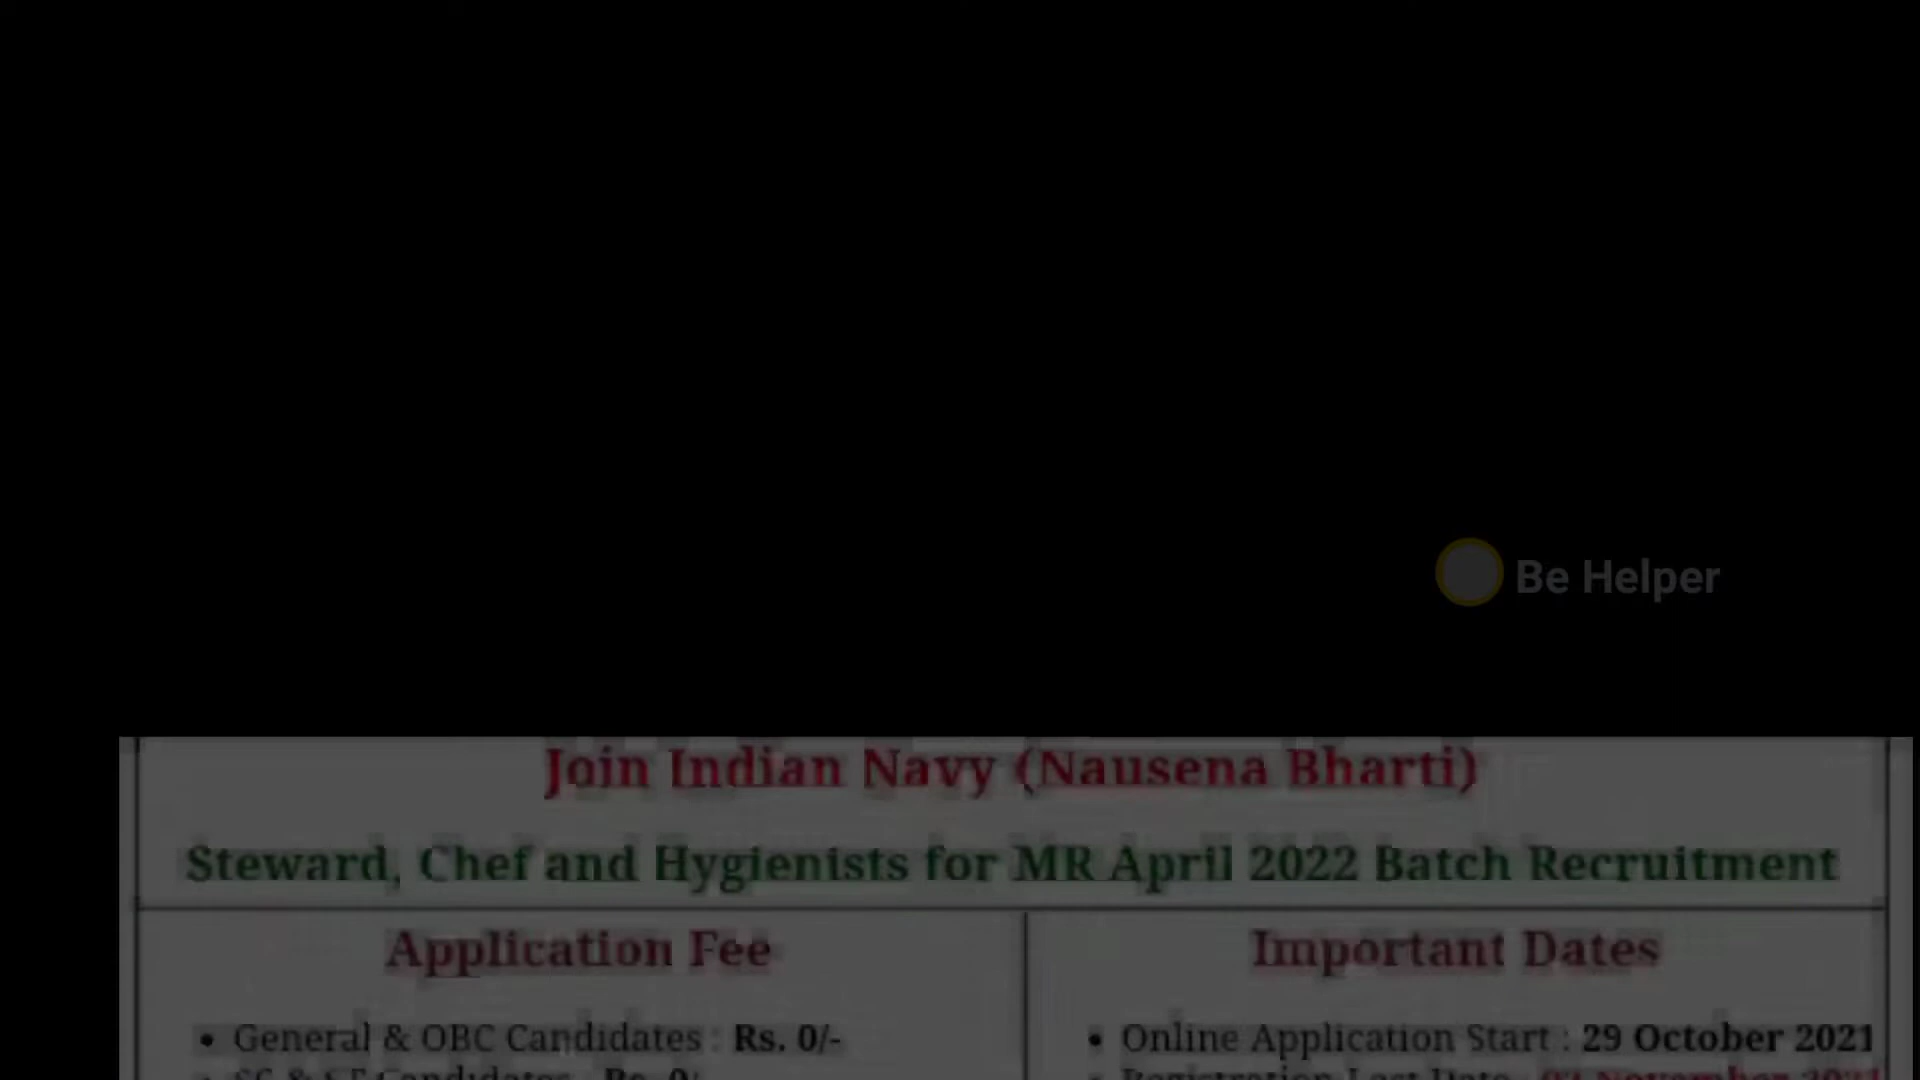 Be Helper
Join Indian Navy (Nausena Bharti)
Steward, Chef and Hygienists for MR April 2022 Batch Recruitment
Application Fee
Important Dates
• General & OBC Candidates : Rs. 0/-
• Online Application Start : 29 October 2021